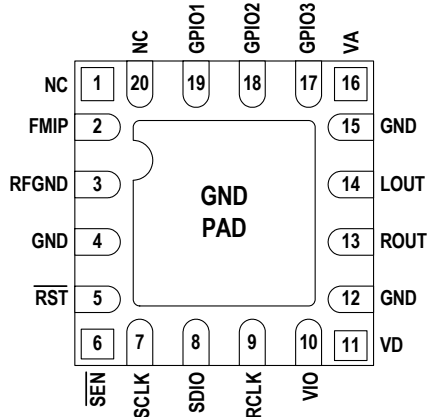 NC
GPIO1
GPIO2
GPIO3
VA
NC
1
20
19
18
17
16
FMIP
2
15
GND
RFGND
3
GND
PAD
14
LOUT
GND
4
13
ROUT
RST
5
12
GND
6
7
8
9
10
11
VD
SEN
SCLK
SDIO
RCLK
VIO